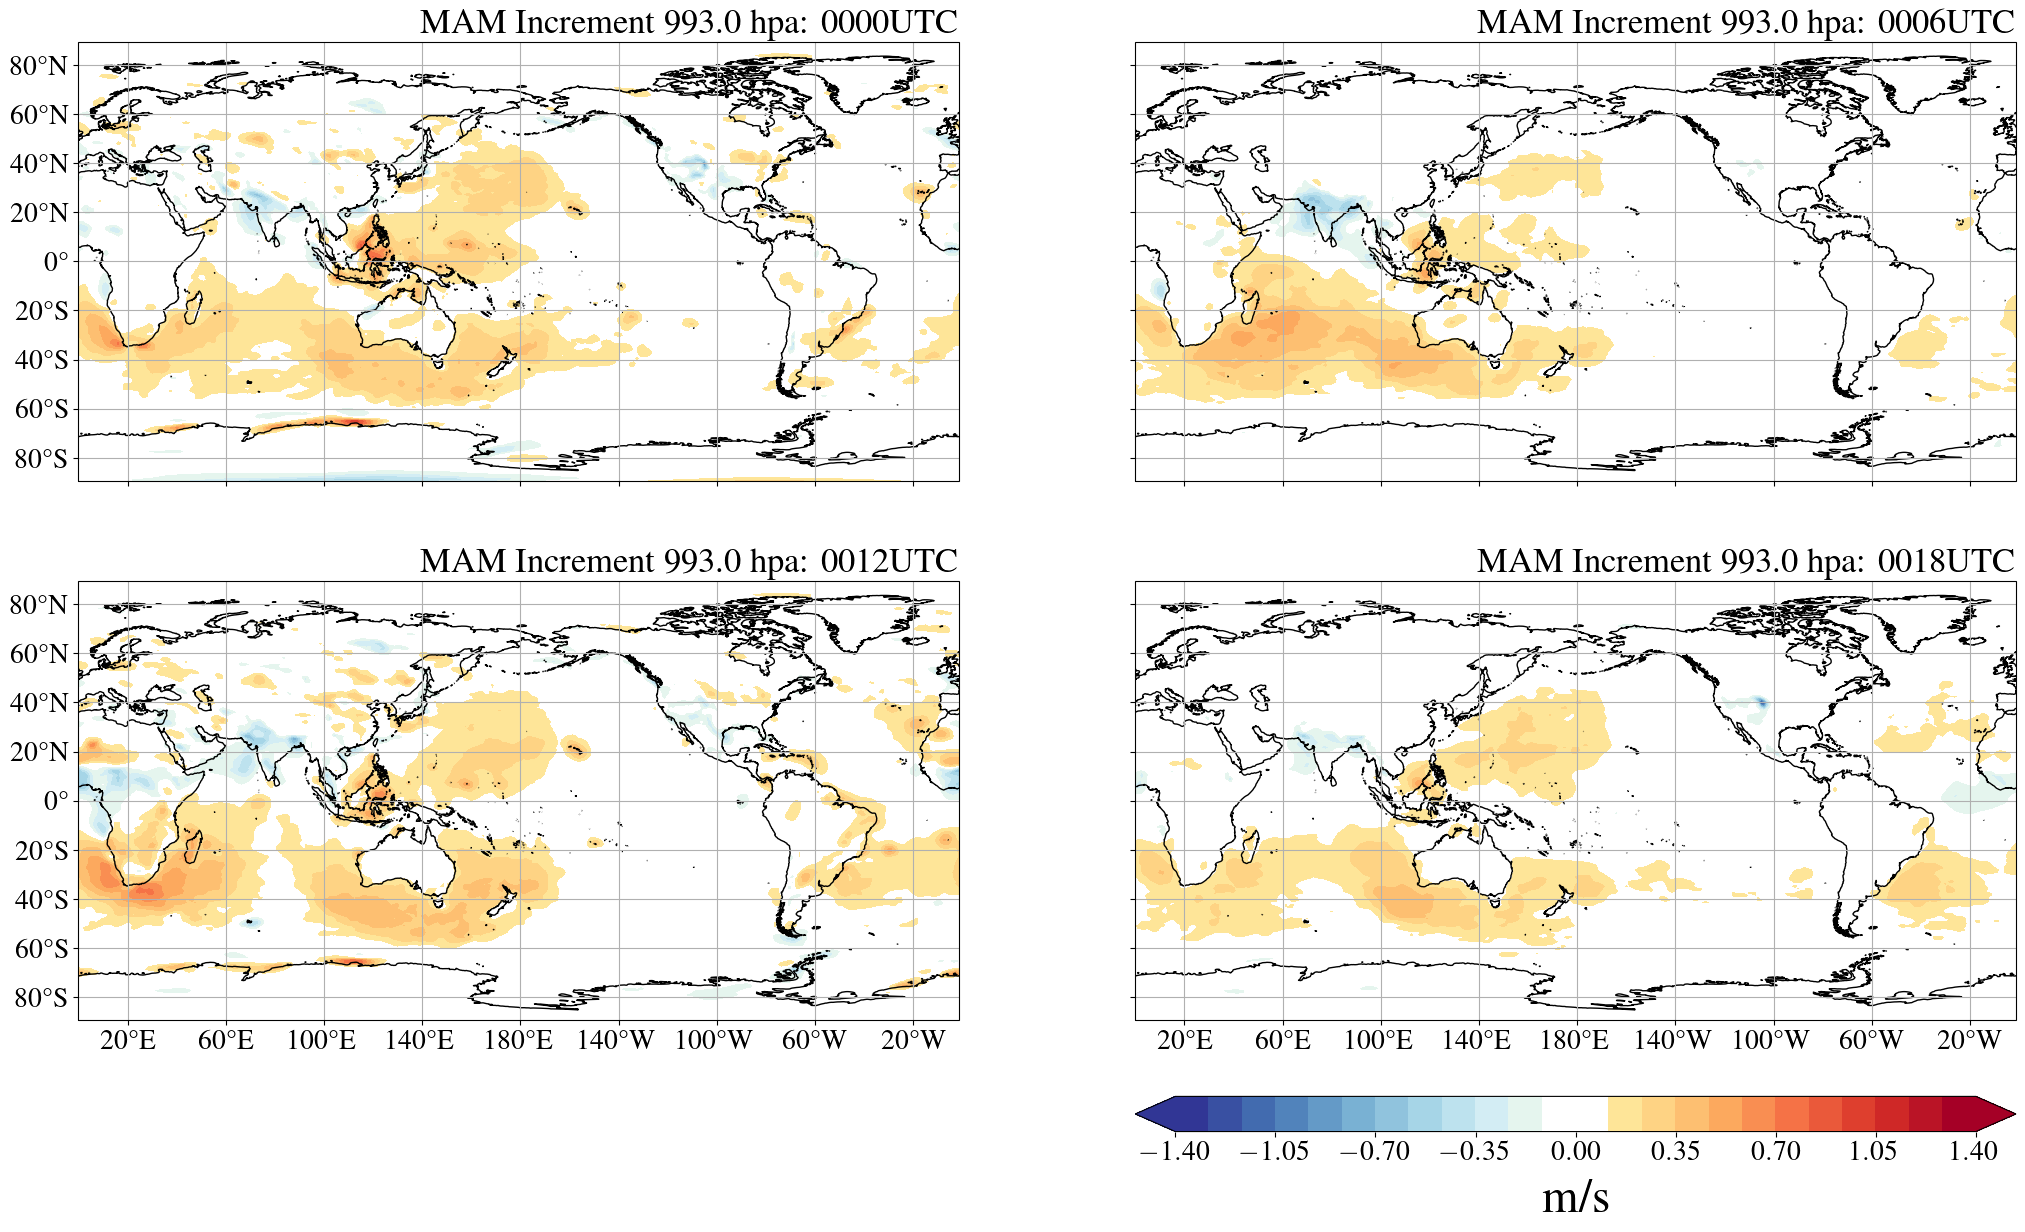 MAM Increment 993.0 hpa: 0000UTC
MAM Increment 993.0 hpa: 0006UTC
80°N
60°N
40°N
20°N
0°
20°S
40°S
60°S
80°S
MAM Increment 993.0 hpa: 0012UTC
MAM Increment 993.0 hpa: 0018UTC
80°N
60°N
40°N
20°N
0°
20°S
40°S
60°S
80°S
20°E 60°E 100°E 140°E 180°E 140°W 100°W 60°W 20°W
20°E 60°E 100°E 140°E 180°E 140°W 100°W 60°W 20°W
−1.40 −1.05 −0.70 −0.35 0.00 0.35 0.70 1.05 1.40
m/s